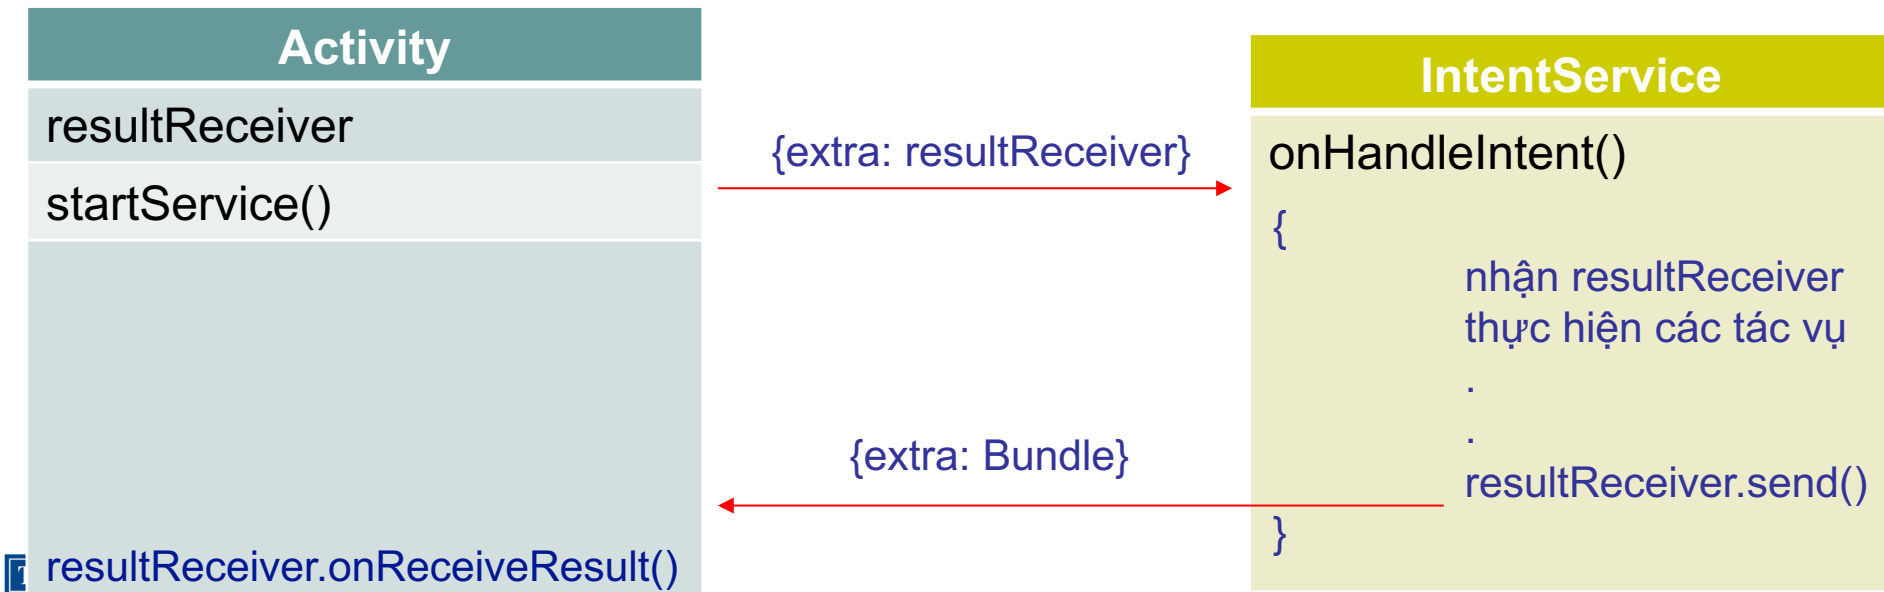 Activity
resultReceiver
startService()
resultReceiver.onReceiveResult()
{extra: resultReceiver}
{extra: Bundle}
IntentService
onHandleIntent()
{
nhận resultReceiver
thực hiện các tác vụ
.
.
resultReceiver.send()
}